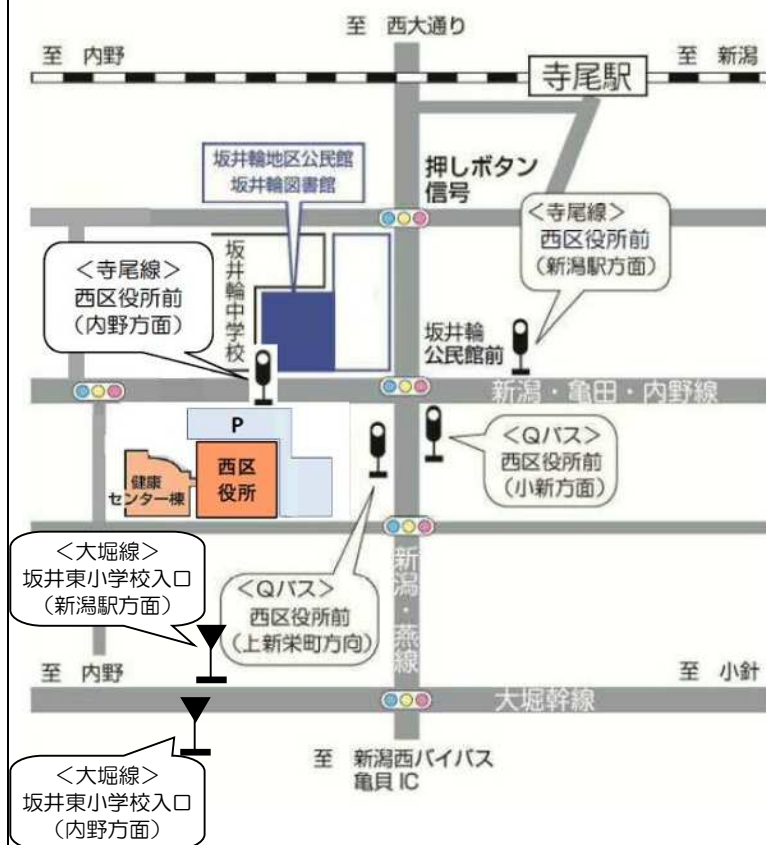 至 西大通り
至 内野
至 新潟
寺尾駅
坂井輪地区公民館
坂井輪図書館
押しボタン
信号
＜寺尾線＞
西区役所前
（新潟駅方面）
＜寺尾線＞
西区役所前
（内野方面）
坂井輪中学校
坂井輪
公民館前
新潟・亀田・内野線
P
西区
役所
健康
センター棟
＜Qバス＞
西区役所前
（小新方面）
＜大堀線＞
坂井東小学校入口
（新潟駅方面）
＜Qバス＞
西区役所前
（上新栄町方向）
新潟・燕線
至 内野
至 小針
大堀幹線
至 新潟西バイパス
亀貝 IC
＜大堀線＞
坂井東小学校入口
（内野方面）